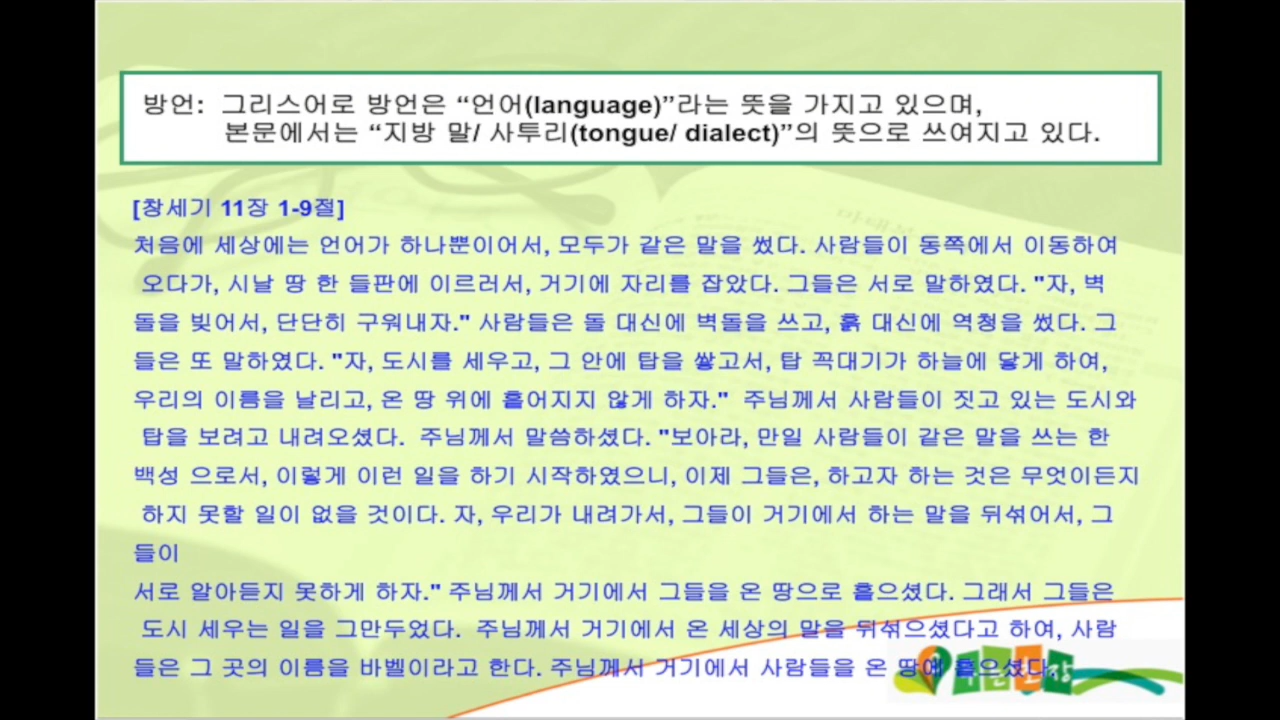 방언: 그리스어로 방언은 “언어(language)”라는 뜻을 가지고 있으며,
본문에서는 “지방 말/ 사투리(tongue/ dialect)”의 뜻으로 쓰여지고 있다.
[창세기 11장 1-9절]
처음에 세상에는 언어가 하나뿐이어서, 모두가 같은 말을 썼다. 사람들이 동쪽에서 이동하여
오다가, 시날 땅 한 들판에 이르러서, 거기에 자리를 잡았다. 그들은 서로 말하였다. "자, 벽
돌을 빚어서, 단단히 구워내자." 사람들은 돌 대신에 벽돌을 쓰고, 흙 대신에 역청을 썼다. 그
들은 또 말하였다. "자, 도시를 세우고, 그 안에 탑을 쌓고서, 탑 꼭대기가 하늘에 닿게 하여,
우리의 이름을 날리고, 온 땅 위에 흩어지지 않게 하자." 주님께서 사람들이 짓고 있는 도시와
탑을 보려고 내려오셨다. 주님께서 말씀하셨다. "보아라, 만일 사람들이 같은 말을 쓰는 한
백성 으로서, 이렇게 이런 일을 하기 시작하였으니, 이제 그들은, 하고자 하는 것은 무엇이든지
하지 못할 일이 없을 것이다. 자, 우리가 내려가서, 그들이 거기에서 하는 말을 뒤섞어서, 그
들이
서로 알아듣지 못하게 하자." 주님께서 거기에서 그들을 온 땅으로 흩으셨다. 그래서 그들은
도시 세우는 일을 그만두었다. 주님께서 거기에서 온 세상의 말을 뒤섞으셨다고 하여, 사람
들은 그 곳의 이름을 바벨이라고 한다. 주님께서 거기에서 사람들을 온 땅에 흩으셨다.